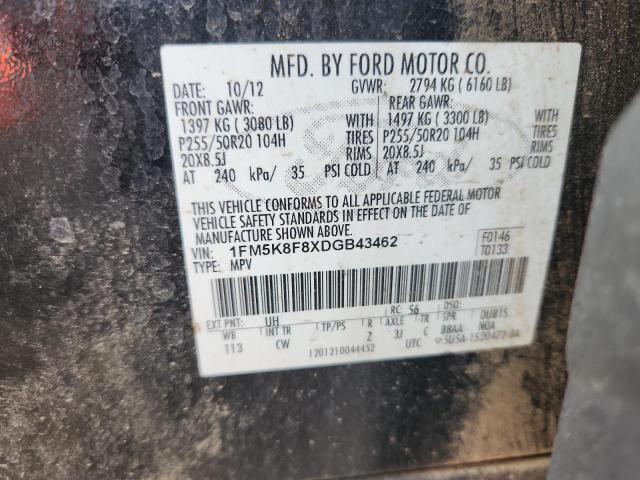 MFD. BY FORD MOTOR CO.
DATE: 10/12 GVWR: 2794 KG ( 6160 LB)
FRONT GAWR: REAR GAWR:
1397 KG ( 3080 LB) WITH 1497 KG ( 3300 LB) WITH
P255/50R20 104H TIRES P255/50R20 104H TIRES
20X8.5J RIMS 20X8.5J RIMS
AT 240 kPa/ 35 PSI COLD AT 240 kPa/ 35 PSI COLD
THIS VEHICLE CONFORMS TO ALL APPLICABLE FEDERAL MOTOR
VEHICLE SAFETY STANDARDS IN EFFECT ON THE DATE OF
MANUFACTURE SHOWN ABOVE.
VIN: 1FM5K8F8XDGB43462 F0146
TYPE: MPV T0133
EXT PNT: UH RC: 56 DSO:
WB INT TR TP/PS R AXLE TR SPR DUB15
113 CW Z 3J C BBAA NOA
1201210044452 UTC